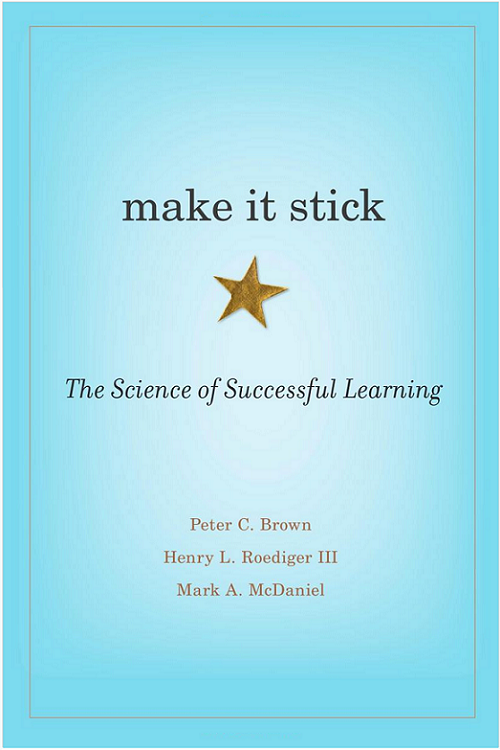 make it stick
The Science of Successful Learning
Peter C. Brown
Henry L. Roediger III
Mark A. McDaniel